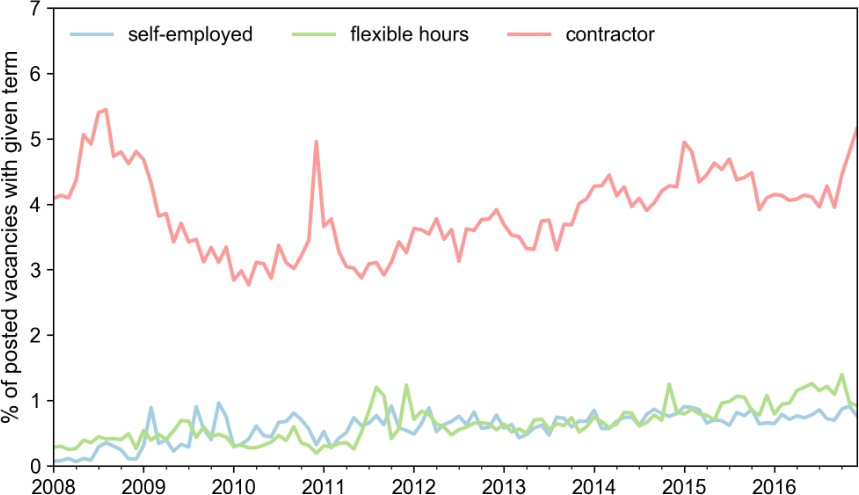 % of posted vacancies with given term
7
6
5
4
3
2
1
0
self-employed
flexible hours
contractor
2008 2009 2010 2011 2012 2013 2014 2015 2016